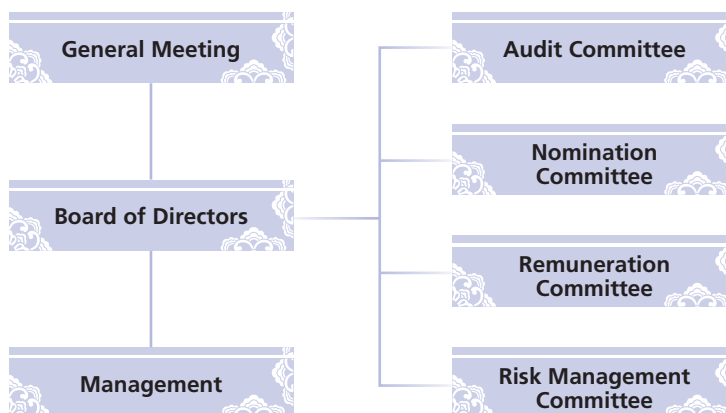 General Meeting
Board of Directors
Management
Audit Committee
Nomination
Committee
Remuneration
Committee
Risk Management
Committee